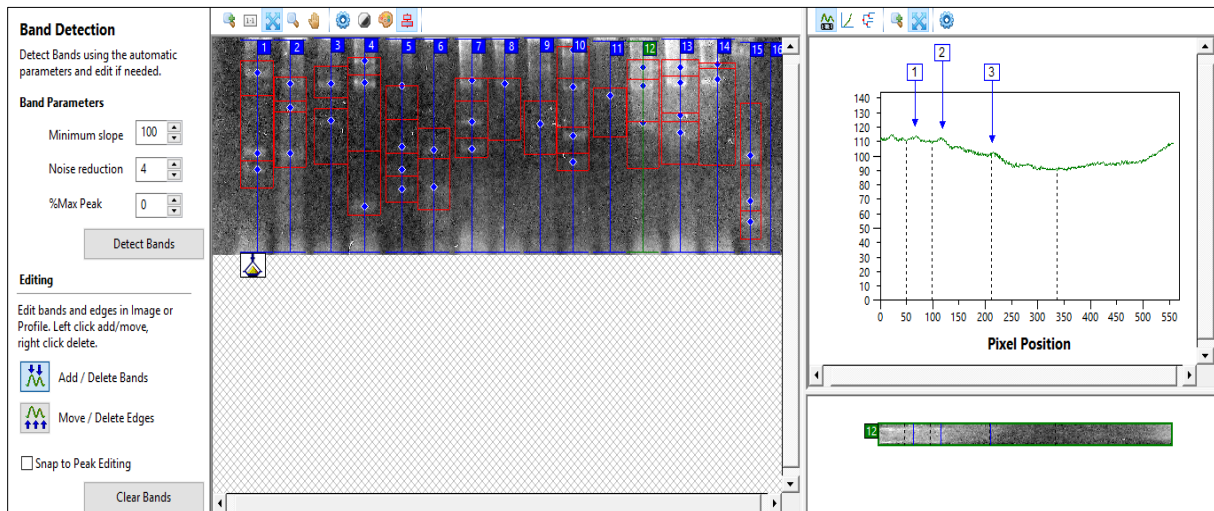 Band Detection
Detect Bands using the automatic
parameters and edit if needed.
Band Parameters
Minimum slope 100
Noise reduction 4
%Max Peak 0
Detect Bands
Editing
Edit bands and edges in Image or
Profile. Left click add/move,
right click delete.
Add / Delete Bands
Move / Delete Edges
Snap to Peak Editing
Clear Bands
1:1
1 2 3 4 5 6 7 8 9 10 11 12 13 14 15 16
1 2 3
140
130
120
110
100
90
80
70
60
50
40
30
20
10
0
0 50 100 150 200 250 300 350 400 450 500 550
Pixel Position
12